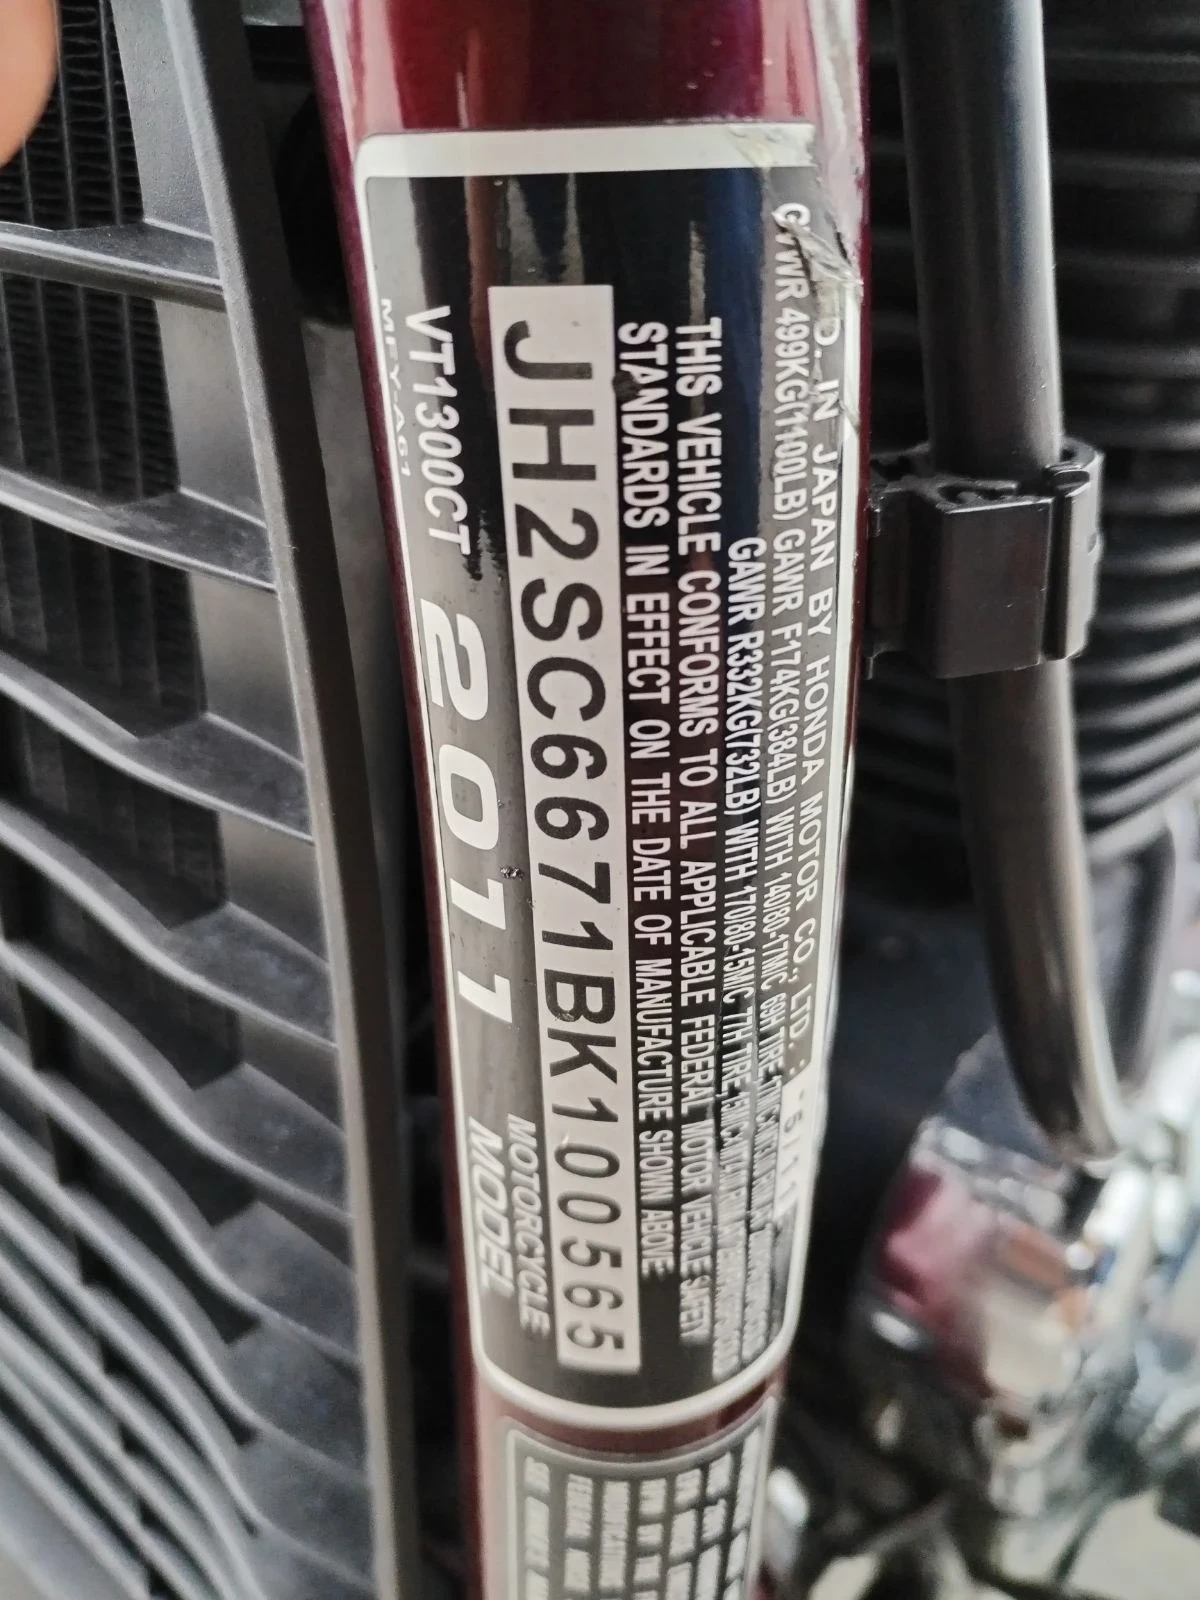 D. IN JAPAN BY HONDA MOTOR CO., LTD. : 5/11
GVWR 499KG(1100LB) GAWR F174KG(384LB) WITH 140/80-17M/C 69H TIRE,
GAWR R332KG(732LB) WITH 170/80-15M/C 77H TIRE,
THIS VEHICLE CONFORMS TO ALL APPLICABLE FEDERAL MOTOR VEHICLE SAFETY
STANDARDS IN EFFECT ON THE DATE OF MANUFACTURE SHOWN ABOVE
JH2SC6671BK100565
MOTORCYCLE
VT1300CT 2011 MODEL
MFY-A61